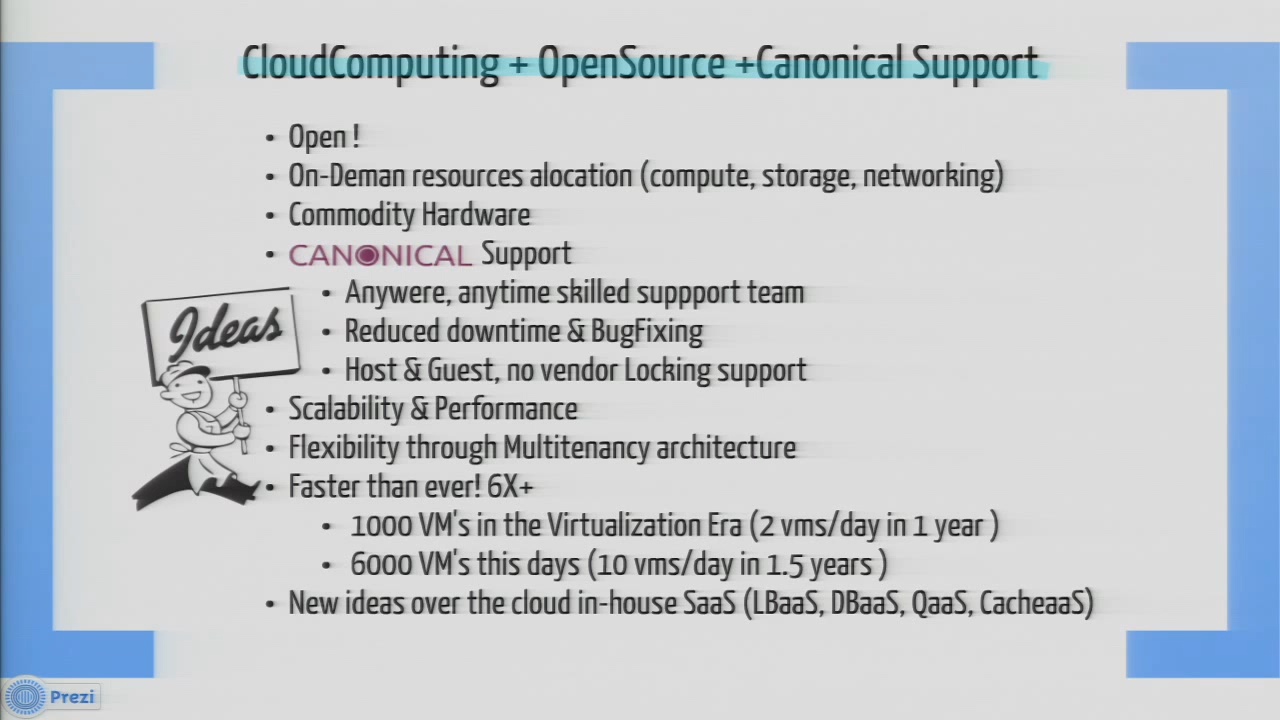 CloudComputing + OpenSource +Canonical Support
• Open !
• On-Deman resources alocation (compute, storage, networking)
• Commodity Hardware
• CANONICAL Support
• Anywere, anytime skilled suppport team
• Reduced downtime & BugFixing
• Host & Guest, no vendor Locking support
Ideas
• Scalability & Performance
• Flexibility through Multitenancy architecture
• Faster than ever! 6X+
• 1000 VM's in the Virtualization Era (2 vms/day in 1 year )
• 6000 VM's this days (10 vms/day in 1.5 years )
• New ideas over the cloud in-house SaaS (LBaaS, DBaaS, QaaS, CacheaaS)
Prezi